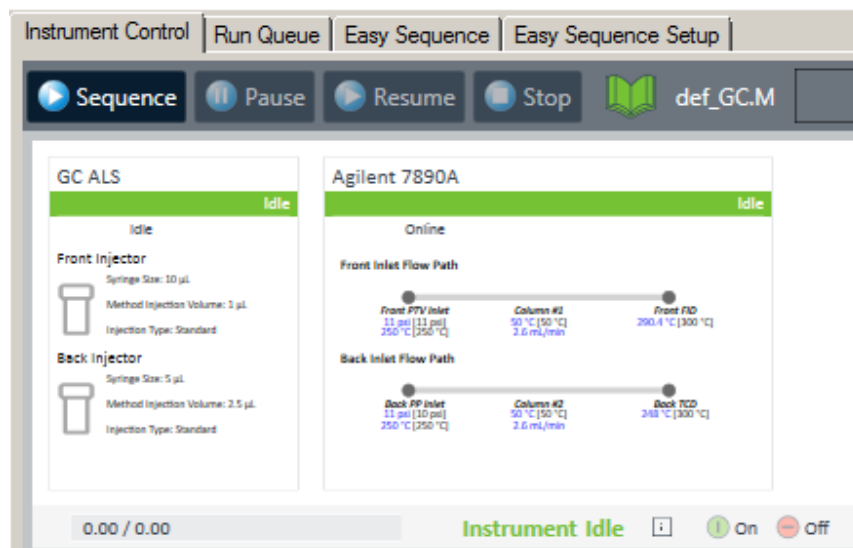 Instrument Control Run Queue Easy Sequence Easy Sequence Setup
Sequence Pause Resume Stop def_GC.M
GC ALS
Idle
Idle
Front Injector
Syringe Size: 10 µL
Method Injection Volume: 1 µL
Injection Type: Standard
Back Injector
Syringe Size: 5 µL
Method Injection Volume: 2.5 µL
Injection Type: Standard
Agilent 7890A
Idle
Online
Front Inlet Flow Path
Front PTV Inlet Column #1 Front FID
11 psi [11 psi] 50 °C [50 °C] 290.4 °C [300 °C]
250 °C [250 °C] 2.6 mL/min
Back Inlet Flow Path
Back PP Inlet Column #2 Back TCD
11 psi [10 psi] 50 °C [50 °C] 248 °C [300 °C]
250 °C [250 °C] 2.6 mL/min
0.00 / 0.00 Instrument Idle i On Off